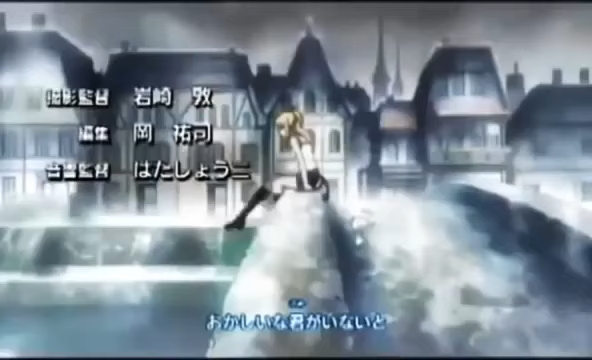 撮影監督 岩崎 敦
編集 岡 祐司
音響監督 はたしょう二
おかしいな君がいないと